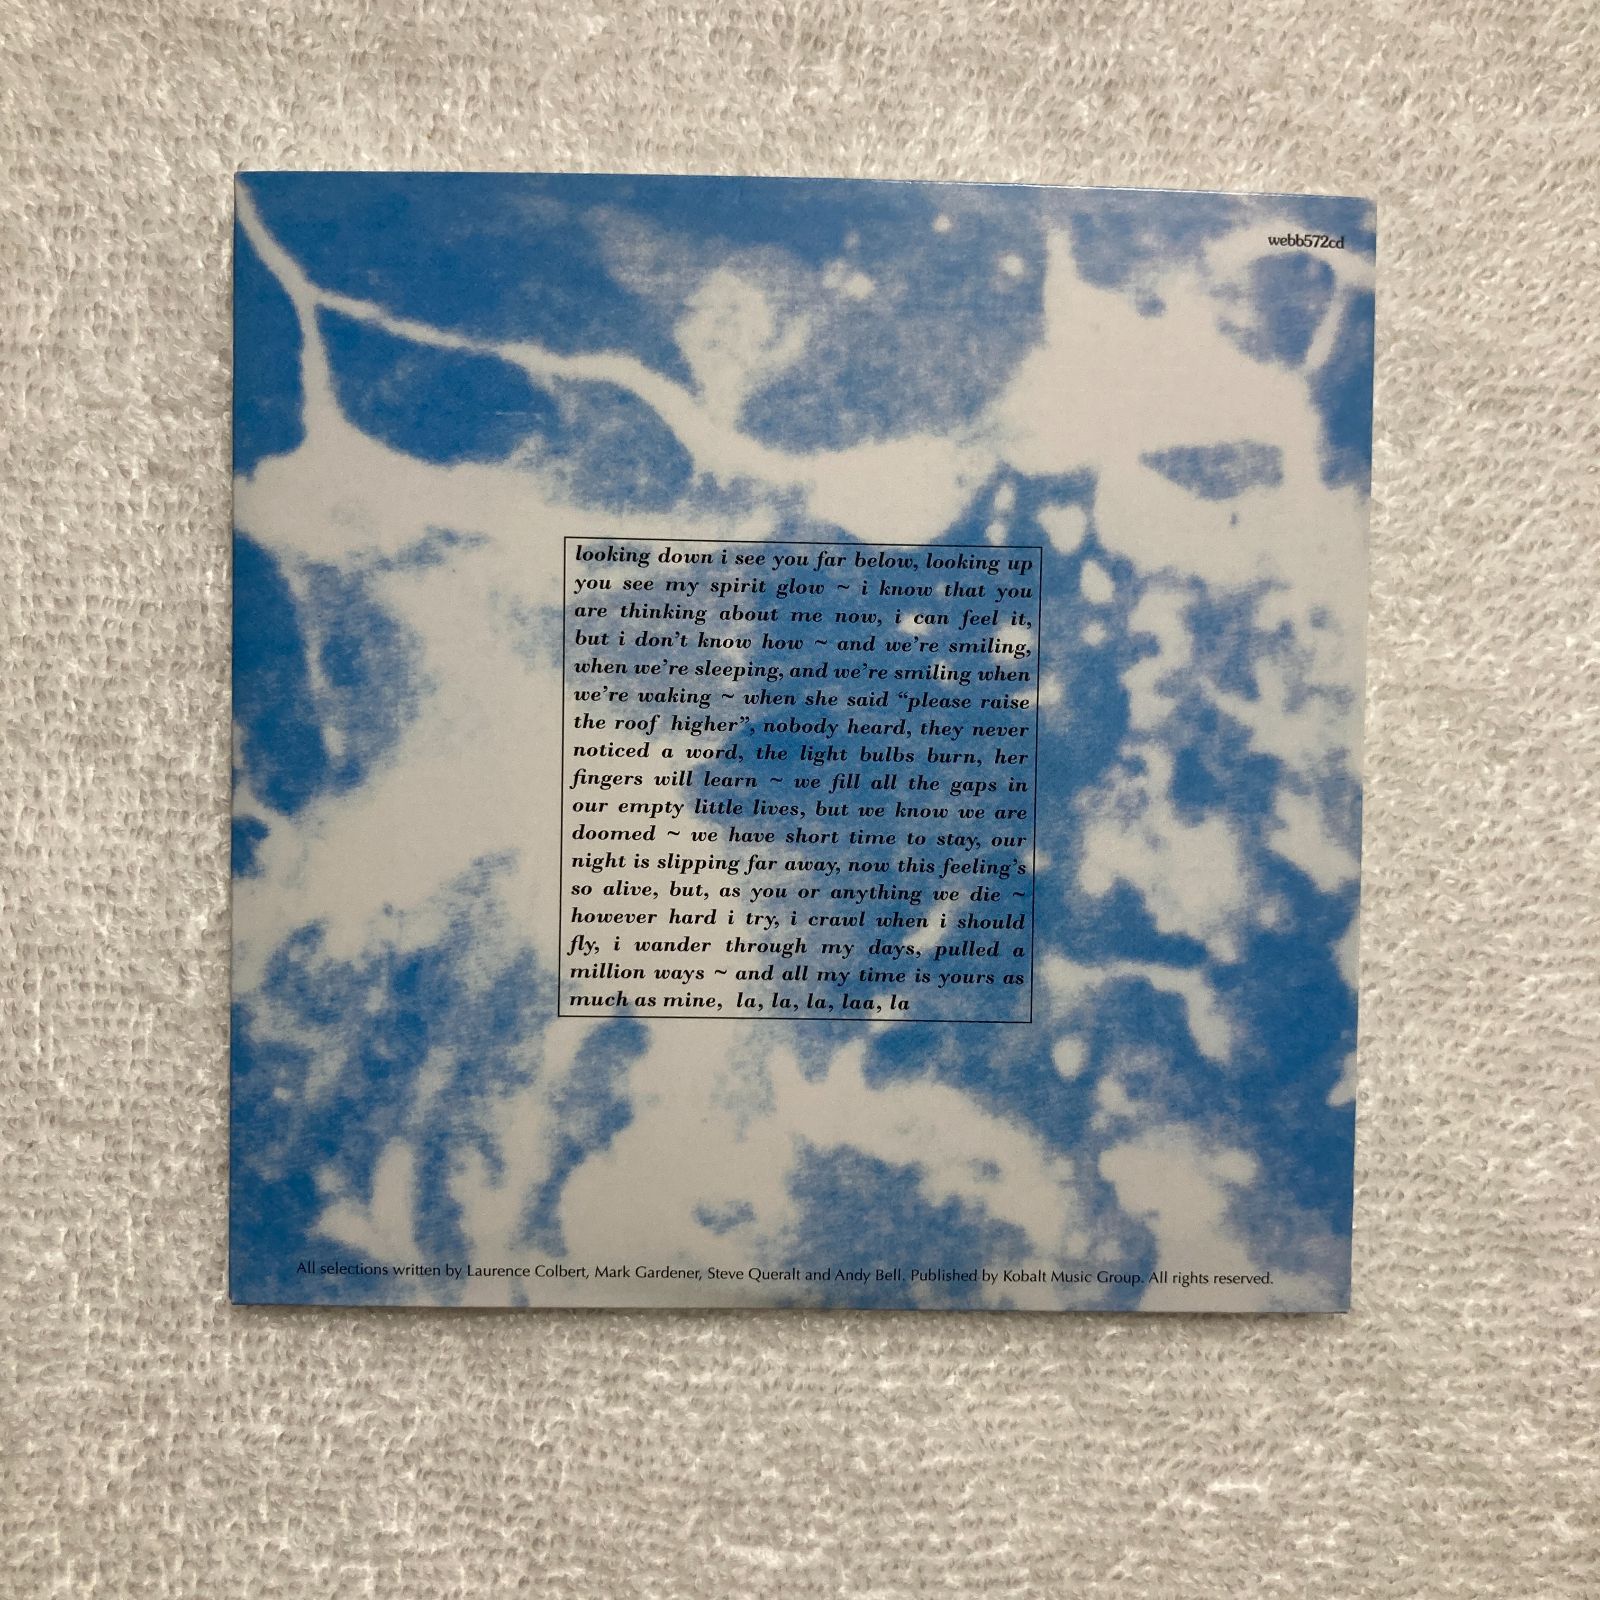 webb572cd
looking down i see you far below, looking up
you see my spirit glow ~ i know that you
are thinking about me now, i can feel it,
but i don't know how ~ and we're smiling,
when we're sleeping, and we're smiling when
we're waking ~ when she said “please raise
the roof higher”, nobody heard, they never
noticed a word, the light bulbs burn, her
fingers will learn ~ we fill all the gaps in
our empty little lives, but we know we are
doomed ~ we have short time to stay, our
night is slipping far away, now this feeling's
so alive, but, as you or anything we die ~
however hard i try, i crawl when i should
fly, i wander through my days, pulled a
million ways ~ and all my time is yours as
much as mine, la, la, la, laa, la
All selections written by Laurence Colbert, Mark Gardener, Steve Queralt and Andy Bell. Published by Kobalt Music Group. All rights reserved.